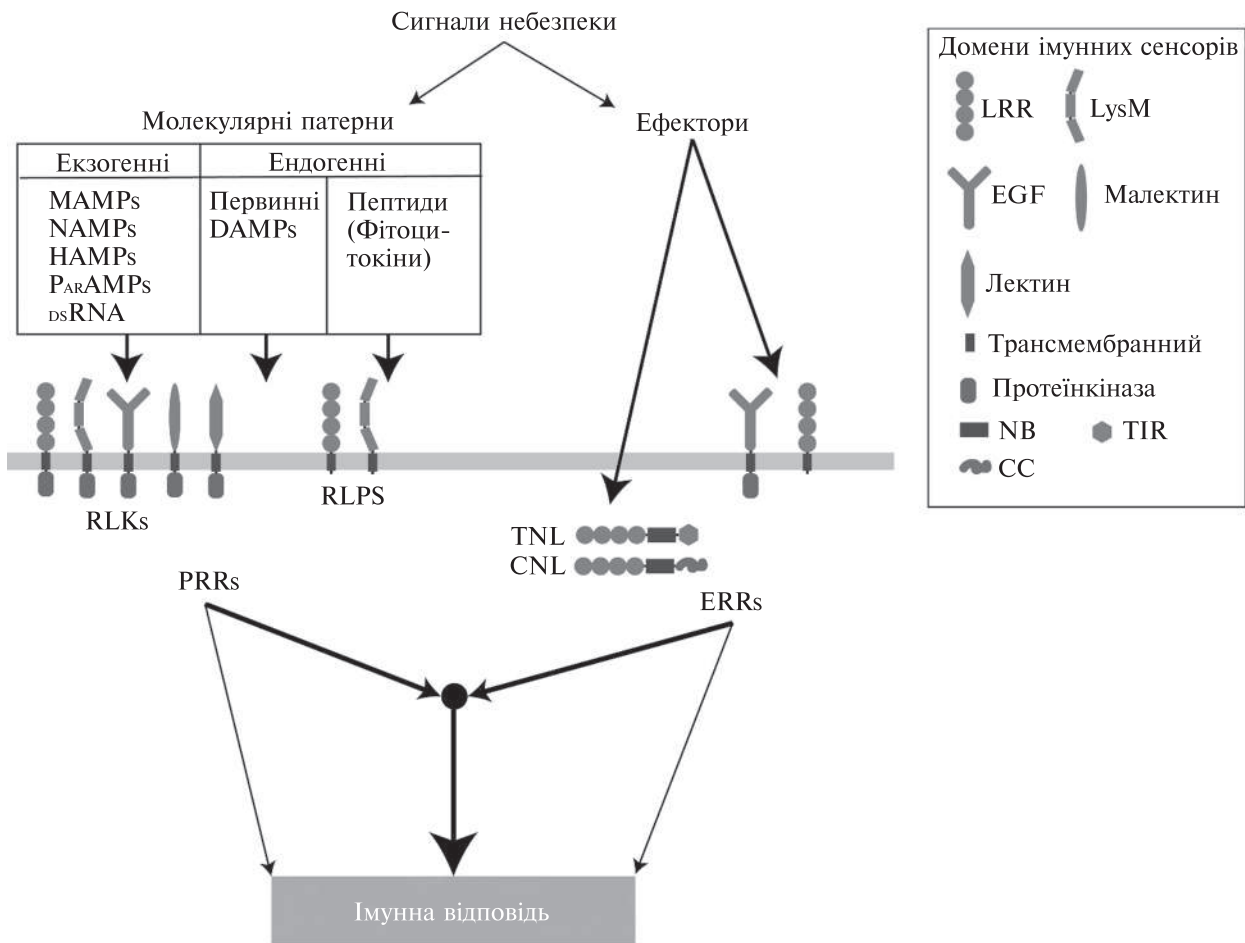 Сигнали небезпеки
Молекулярні патерни
Ефектори
Екзогенні
Ендогенні
MAMPs
NAMPs
HAMPs
PARAMPs
DSRNA
Первинні
DAMPs
Пептиди
(Фітоци-
токіни)
RLKs
RLPS
TNL
CNL
PRRs
ERRs
Імунна відповідь
Домени імунних сенсорів
LRR
LysM
EGF
Малектин
Лектин
Трансмембранний
Протеїнкіназа
NB
TIR
CC